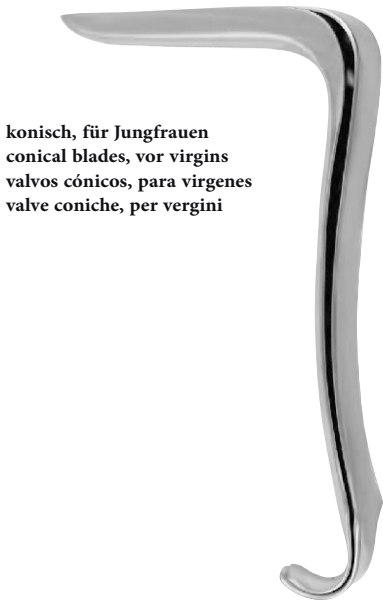 konisch, für Jungfrauen
conical blades, vor virgins
valvos cónicos, para virgenes
valve coniche, per vergini